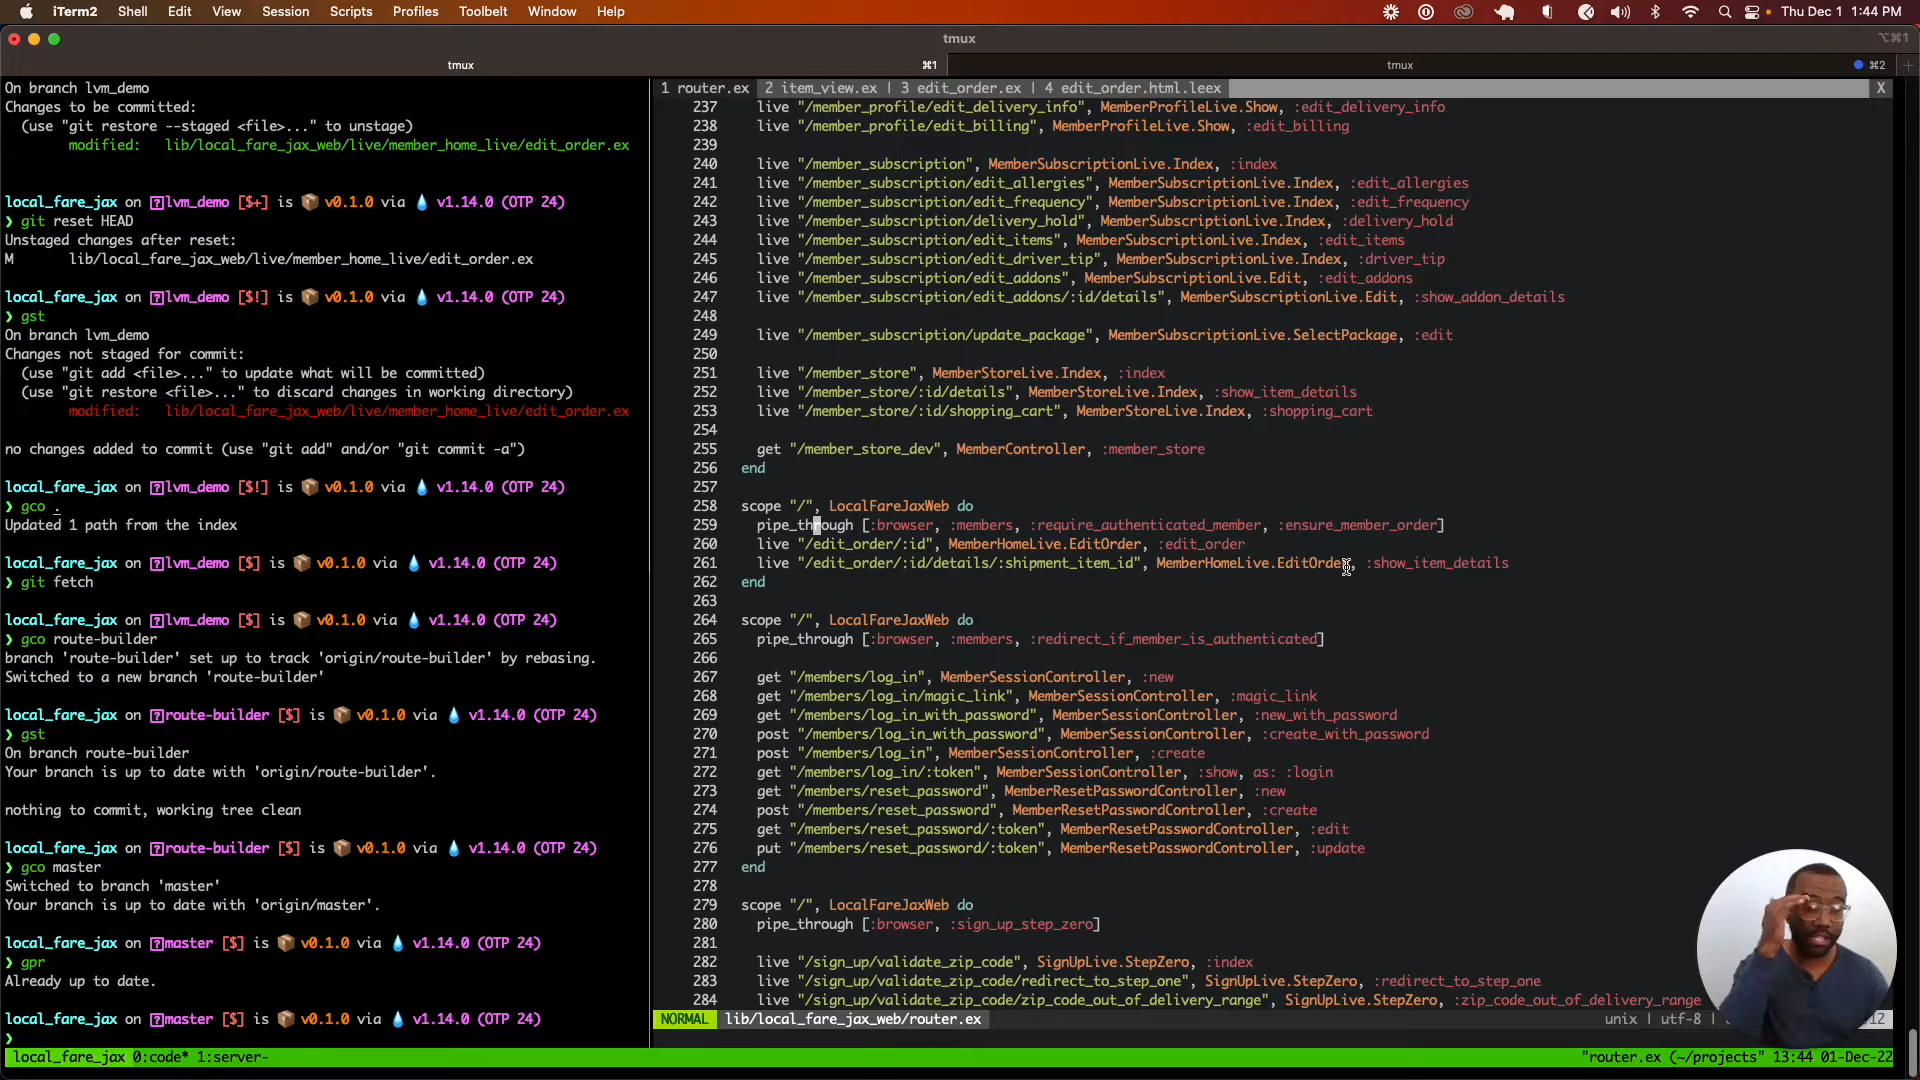 iTerm2 Shell Edit View Session Scripts Profiles Toolbelt Window Help Thu Dec 1 1:44 PM
tmux ⌥⌘1
tmux ⌘1 tmux ⌘2
On branch lvm_demo
Changes to be committed:
(use "git restore --staged <file>..." to unstage)
modified: lib/local_fare_jax_web/live/member_home_live/edit_order.ex
local_fare_jax on lvm_demo [$+] is 📦 v0.1.0 via 💧 v1.14.0 (OTP 24)
❯ git reset HEAD
Unstaged changes after reset:
M lib/local_fare_jax_web/live/member_home_live/edit_order.ex
local_fare_jax on lvm_demo [$!] is 📦 v0.1.0 via 💧 v1.14.0 (OTP 24)
❯ gst
On branch lvm_demo
Changes not staged for commit:
(use "git add <file>..." to update what will be committed)
(use "git restore <file>..." to discard changes in working directory)
modified: lib/local_fare_jax_web/live/member_home_live/edit_order.ex
no changes added to commit (use "git add" and/or "git commit -a")
local_fare_jax on lvm_demo [$!] is 📦 v0.1.0 via 💧 v1.14.0 (OTP 24)
❯ gco .
Updated 1 path from the index
local_fare_jax on lvm_demo [$] is 📦 v0.1.0 via 💧 v1.14.0 (OTP 24)
❯ git fetch
local_fare_jax on lvm_demo [$] is 📦 v0.1.0 via 💧 v1.14.0 (OTP 24)
❯ gco route-builder
branch 'route-builder' set up to track 'origin/route-builder' by rebasing.
Switched to a new branch 'route-builder'
local_fare_jax on route-builder [$] is 📦 v0.1.0 via 💧 v1.14.0 (OTP 24)
❯ gst
On branch route-builder
Your branch is up to date with 'origin/route-builder'.
nothing to commit, working tree clean
local_fare_jax on route-builder [$] is 📦 v0.1.0 via 💧 v1.14.0 (OTP 24)
❯ gco master
Switched to branch 'master'
Your branch is up to date with 'origin/master'.
local_fare_jax on master [$] is 📦 v0.1.0 via 💧 v1.14.0 (OTP 24)
❯ gpr
Already up to date.
local_fare_jax on master [$] is 📦 v0.1.0 via 💧 v1.14.0 (OTP 24)
❯
1 router.ex 2 item_view.ex | 3 edit_order.ex | 4 edit_order.html.leex X
237 live "/member_profile/edit_delivery_info", MemberProfileLive.Show, :edit_delivery_info
238 live "/member_profile/edit_billing", MemberProfileLive.Show, :edit_billing
239
240 live "/member_subscription", MemberSubscriptionLive.Index, :index
241 live "/member_subscription/edit_allergies", MemberSubscriptionLive.Index, :edit_allergies
242 live "/member_subscription/edit_frequency", MemberSubscriptionLive.Index, :edit_frequency
243 live "/member_subscription/delivery_hold", MemberSubscriptionLive.Index, :delivery_hold
244 live "/member_subscription/edit_items", MemberSubscriptionLive.Index, :edit_items
245 live "/member_subscription/edit_driver_tip", MemberSubscriptionLive.Index, :driver_tip
246 live "/member_subscription/edit_addons", MemberSubscriptionLive.Edit, :edit_addons
247 live "/member_subscription/edit_addons/:id/details", MemberSubscriptionLive.Edit, :show_addon_details
248
249 live "/member_subscription/update_package", MemberSubscriptionLive.SelectPackage, :edit
250
251 live "/member_store", MemberStoreLive.Index, :index
252 live "/member_store/:id/details", MemberStoreLive.Index, :show_item_details
253 live "/member_store/:id/shopping_cart", MemberStoreLive.Index, :shopping_cart
254
255 get "/member_store_dev", MemberController, :member_store
256 end
257
258 scope "/", LocalFareJaxWeb do
259 pipe_through [:browser, :members, :require_authenticated_member, :ensure_member_order]
260 live "/edit_order/:id", MemberHomeLive.EditOrder, :edit_order
261 live "/edit_order/:id/details/:shipment_item_id", MemberHomeLive.EditOrder, :show_item_details
262 end
263
264 scope "/", LocalFareJaxWeb do
265 pipe_through [:browser, :members, :redirect_if_member_is_authenticated]
266
267 get "/members/log_in", MemberSessionController, :new
268 get "/members/log_in/magic_link", MemberSessionController, :magic_link
269 get "/members/log_in_with_password", MemberSessionController, :new_with_password
270 post "/members/log_in_with_password", MemberSessionController, :create_with_password
271 post "/members/log_in", MemberSessionController, :create
272 get "/members/log_in/:token", MemberSessionController, :show, as: :login
273 get "/members/reset_password", MemberResetPasswordController, :new
274 post "/members/reset_password", MemberResetPasswordController, :create
275 get "/members/reset_password/:token", MemberResetPasswordController, :edit
276 put "/members/reset_password/:token", MemberResetPasswordController, :update
277 end
278
279 scope "/", LocalFareJaxWeb do
280 pipe_through [:browser, :sign_up_step_zero]
281
282 live "/sign_up/validate_zip_code", SignUpLive.StepZero, :index
283 live "/sign_up/validate_zip_code/redirect_to_step_one", SignUpLive.StepZero, :redirect_to_step_one
284 live "/sign_up/validate_zip_code/zip_code_out_of_delivery_range", SignUpLive.StepZero, :zip_code_out_of_delivery_range
NORMAL lib/local_fare_jax_web/router.ex unix | utf-8 | 12
local_fare_jax 0:code* 1:server- "router.ex (~/projects" 13:44 01-Dec-22